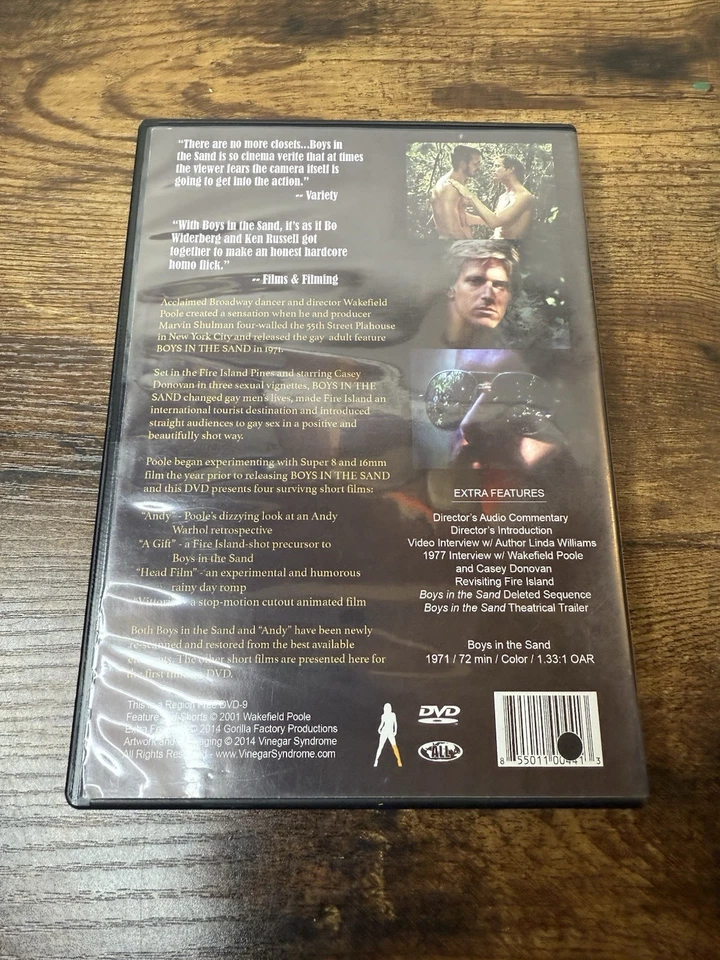 “There are no more closets...Boys in
the Sand is so cinema verite that at times
the viewer fears the camera itself is
going to get into the action.”
-- Variety
“With Boys in the Sand, it’s as if Bo
Widerberg and Ken Russell got
together to make an honest hardcore
homo flick.”
-- Films & Filming
Acclaimed Broadway dancer and director Wakefield
Poole created a sensation when he and producer
Marvin Shulman four-walled the 55th Street Plahouse
in New York City and released the gay adult feature
BOYS IN THE SAND in 1971.
Set in the Fire Island Pines and starring Casey
Donovan in three sexual vignettes, BOYS IN THE
SAND changed gay men’s lives, made Fire Island an
international tourist destination and introduced
straight audiences to gay sex in a positive and
beautifully shot way.
Poole began experimenting with Super 8 and 16mm
film the year prior to releasing BOYS IN THE SAND
and this DVD presents four survivng short films:
“Andy” - Poole’s dizzying look at an Andy
Warhol retrospective
“A Gift” - a Fire Island-shot precursor to
Boys in the Sand
“Head Film” - an experimental and humorous
rainy day romp
- a stop-motion cutout animated film
Both Boys in the Sand and “Andy” have been newly
re-scanned and restored from the best available
The other short films are presented here for
the first time on DVD.
This is a Region Free DVD-9
Feature Shorts © 2001 Wakefield Poole
Extra © 2014 Gorilla Factory Productions
Artwork © 2014 Vinegar Syndrome
All Rights Reserved - www.VinegarSyndrome.com
EXTRA FEATURES
Director’s Audio Commentary
Director’s Introduction
Video Interview w/ Author Linda Williams
1977 Interview w/ Wakefield Poole
and Casey Donovan
Revisiting Fire Island
Boys in the Sand Deleted Sequence
Boys in the Sand Theatrical Trailer
Boys in the Sand
1971 / 72 min / Color / 1.33:1 OAR
DVD
ALL
8 55011 00441 3